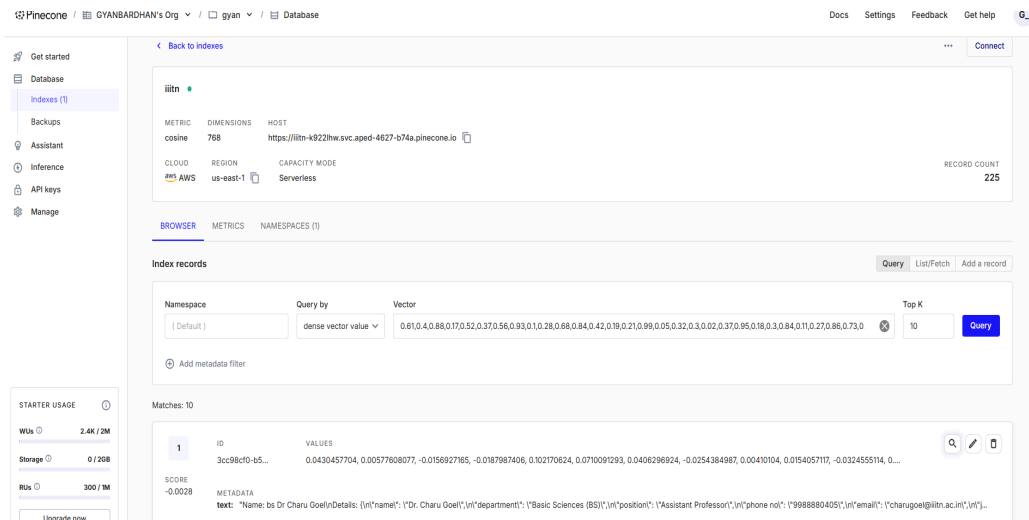 Pinecone / GYANBARDHAN's Org / gyan / Database
Docs Settings Feedback Get help G_
Get started
Database
Indexes (1)
Backups
Assistant
Inference
API keys
Manage
STARTER USAGE
WUs 2.4K / 2M
Storage 0 / 2GB
RUs 300 / 1M
Upgrade now
Back to indexes
Connect
iiitn
METRIC DIMENSIONS HOST
cosine 768 https://iiitn-k922lhw.svc.aped-4627-b74a.pinecone.io
CLOUD REGION CAPACITY MODE RECORD COUNT
aws AWS us-east-1 Serverless 225
BROWSER METRICS NAMESPACES (1)
Index records Query List/Fetch Add a record
Namespace Query by Vector Top K
( Default ) dense vector value 0.61,0.4,0.88,0.17,0.52,0.37,0.56,0.93,0.1,0.28,0.68,0.84,0.42,0.19,0.21,0.99,0.05,0.32,0.3,0.02,0.37,0.95,0.18,0.3,0.84,0.11,0.27,0.86,0.73,0 10 Query
Add metadata filter
Matches: 10
1 ID VALUES
3cc98cf0-b5... 0.0430457704, 0.00577608077, -0.0156927165, -0.0187987406, 0.102170624, 0.0710091293, 0.0406296924, -0.0254384987, 0.00410104, 0.0154057117, -0.0324555114, 0....
SCORE
-0.0028
METADATA
text: "Name: bs Dr Charu Goel\nDetails: {\n\"name\": \"Dr. Charu Goel\",\n\"department\": \"Basic Sciences (BS)\",\n\"position\": \"Assistant Professor\",\n\"phone no\": \"9988880405\",\n\"email\": \"charugoel@iiitn.ac.in\",\n\"j...